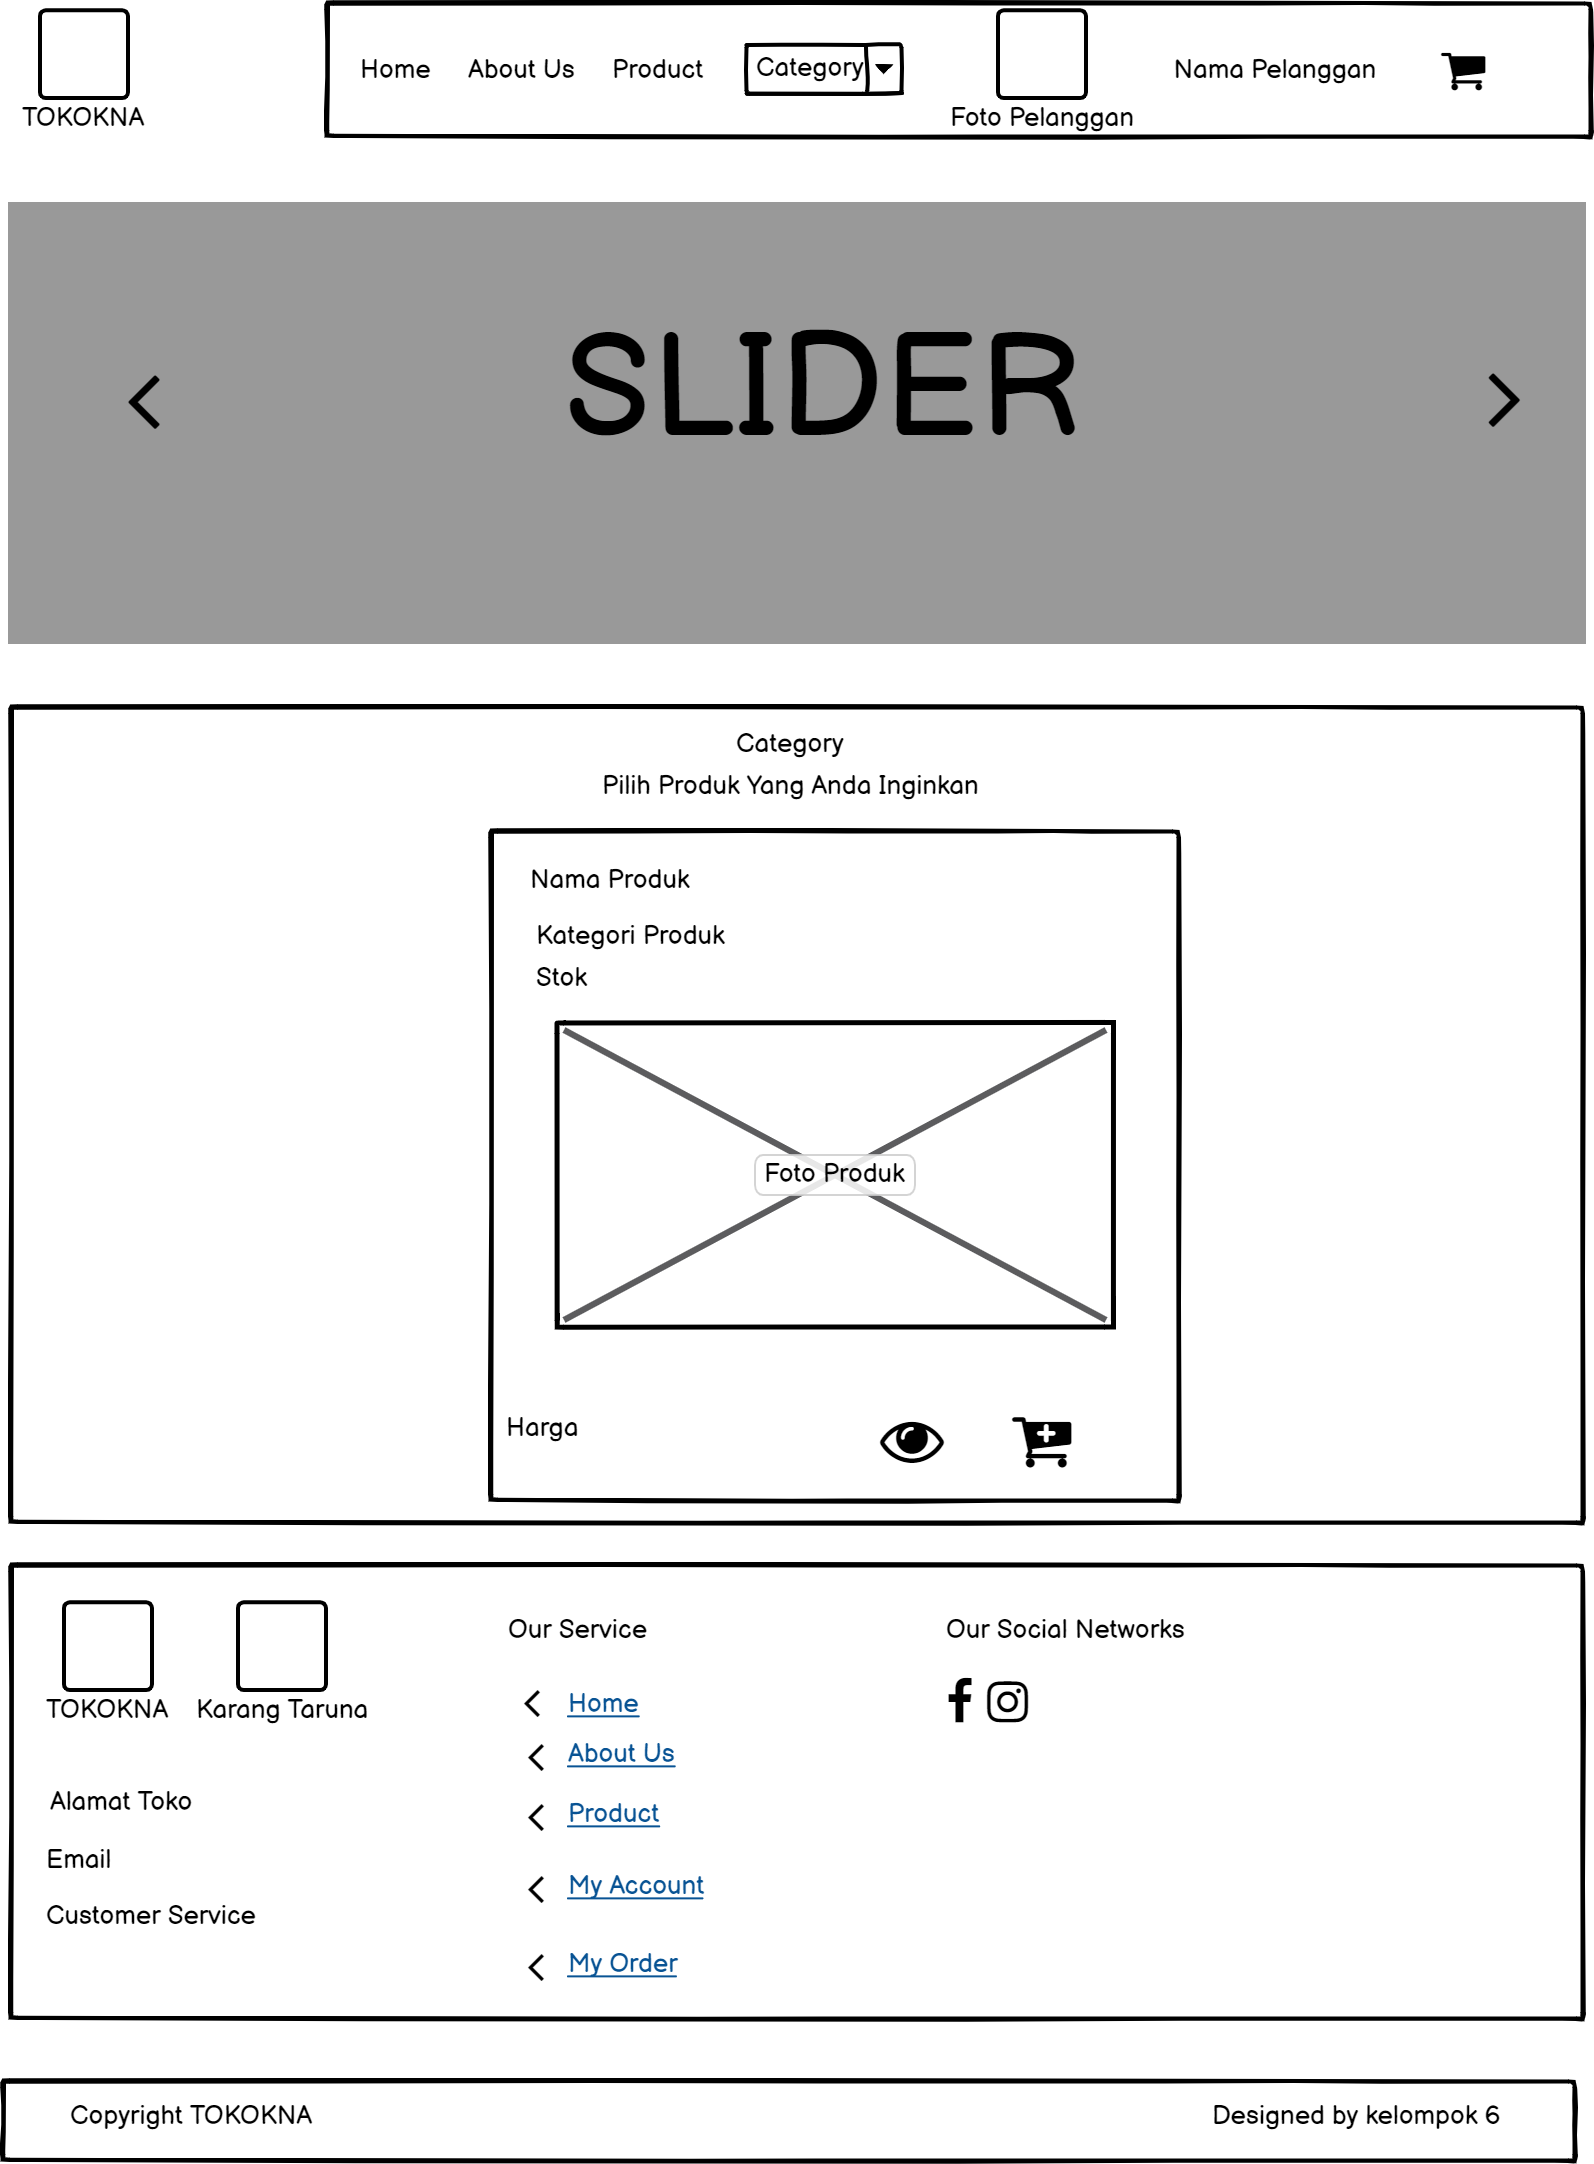 TOKOKNA
Home
About Us
Product
Category
Foto Pelanggan
Nama Pelanggan
SLIDER
Category
Pilih Produk Yang Anda Inginkan
Nama Produk
Kategori Produk
Stok
Foto Produk
Harga
TOKOKNA
Karang Taruna
Alamat Toko
Email
Customer Service
Our Service
Home
About Us
Product
My Account
My Order
Our Social Networks
Copyright TOKOKNA
Designed by kelompok 6